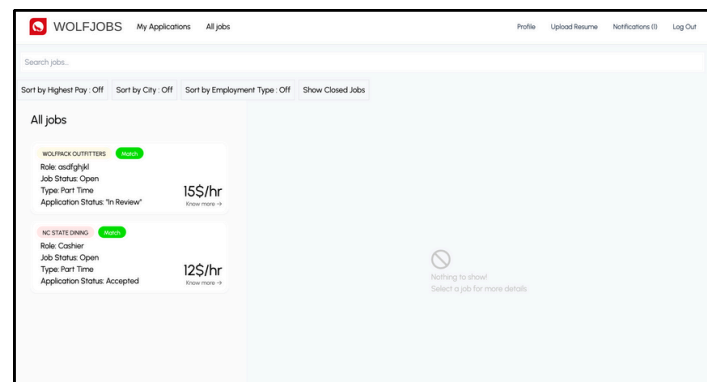 WOLFJOBS My Applications All jobs Profile Upload Resume Notifications (1) Log Out
Search jobs...
Sort by Highest Pay : Off Sort by City : Off Sort by Employment Type : Off Show Closed Jobs
All jobs
WOLFPACK OUTFITTERS Match
Role: asdfghjkl
Job Status: Open
Type: Part Time
Application Status: "In Review"
15$/hr
Know more →
NC STATE DINING Match
Role: Cashier
Job Status: Open
Type: Part Time
Application Status: Accepted
12$/hr
Know more →
Nothing to show!
Select a job for more details